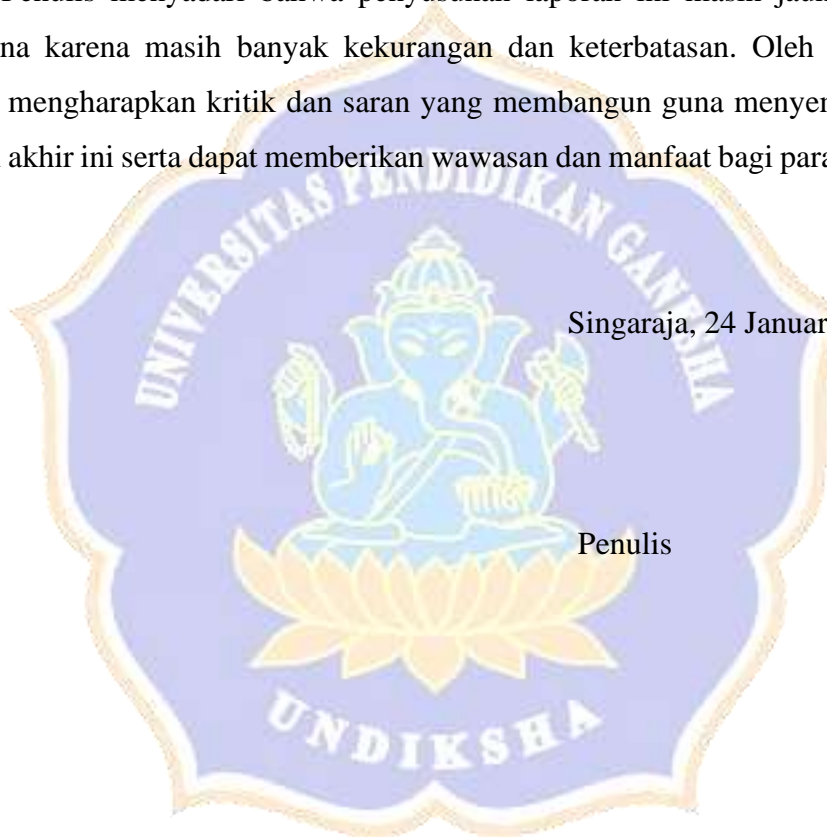 Penulis menyadari bahwa penyusunan laporan ini masih jauh
na karena masih banyak kekurangan dan keterbatasan. Oleh
mengharapkan kritik dan saran yang membangun guna menyem
akhir ini serta dapat memberikan wawasan dan manfaat bagi para
UNIVERSITAS PENDIDIKAN GANESHA
Singaraja, 24 Januar
Penulis
UNDIKSHA